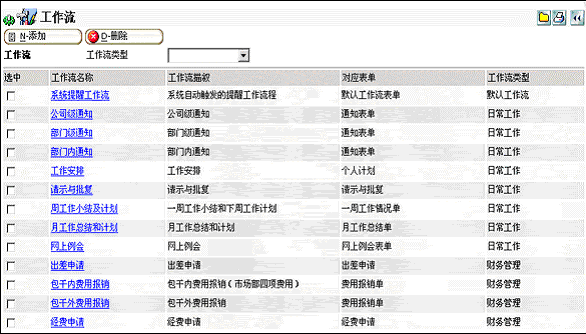 工作流
N-添加 D-删除
工作流 工作流类型
选中 工作流名称 工作流描叙 对应表单 工作流类型
系统提醒工作流 系统自动触发的提醒工作流程 默认工作流表单 默认工作流
公司级通知 公司级通知 通知表单 日常工作
部门级通知 部门级通知 通知表单 日常工作
部门内通知 部门内通知 通知表单 日常工作
工作安排 工作安排 个人计划 日常工作
请示与批复 请示与批复 请示与批复 日常工作
周工作小结及计划 一周工作小结和下周工作计划 一周工作情况单 日常工作
月工作总结和计划 月工作总结和计划 月工作总结单 日常工作
网上例会 网上例会 网上例会表单 日常工作
出差申请 出差申请 出差申请 财务管理
包干内费用报销 包干内费用报销(市场部四项费用) 费用报销单 财务管理
包干外费用报销 包干外费用报销 费用报销单 财务管理
经费申请 经费申请 经费申请 财务管理